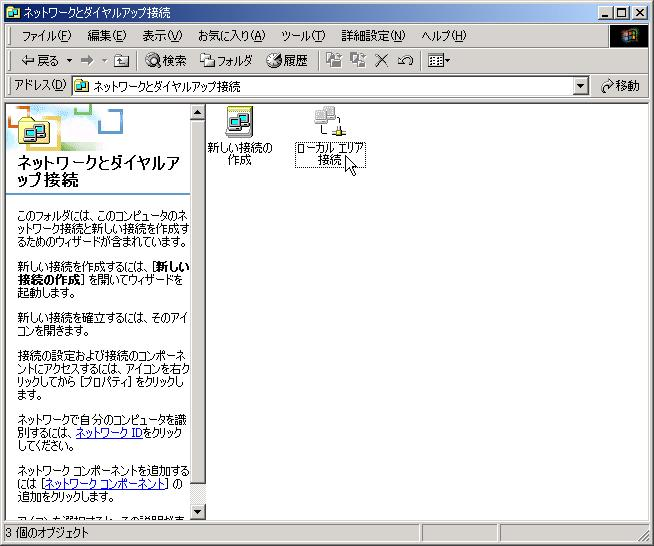 ネットワークとダイヤルアップ接続
ファイル(F) 編集(E) 表示(V) お気に入り(A) ツール(T) 詳細設定(N) ヘルプ(H)
戻る 検索 フォルダ 履歴
アドレス(D) ネットワークとダイヤルアップ接続 移動
ネットワークとダイヤルア
ップ接続
このフォルダには、このコンピュータのネ
ットワーク接続と新しい接続を作成す
るためのウィザードが含まれています。
新しい接続を作成するには、[新しい
接続の作成] を開いてウィザードを
起動します。
新しい接続を確立するには、そのアイ
コンを開きます。
接続の設定および接続のコンポーネ
ントにアクセスするには、アイコンを右ク
リックしてから [プロパティ] をクリックし
ます。
ネットワークで自分のコンピュータを識
別するには、ネットワーク IDをクリック
してください。
ネットワーク コンポーネントを追加する
には [ネットワーク コンポーネント] の
追加をクリックします。
新しい接続の
作成
ローカル エリア
接続
3 個のオブジェクト